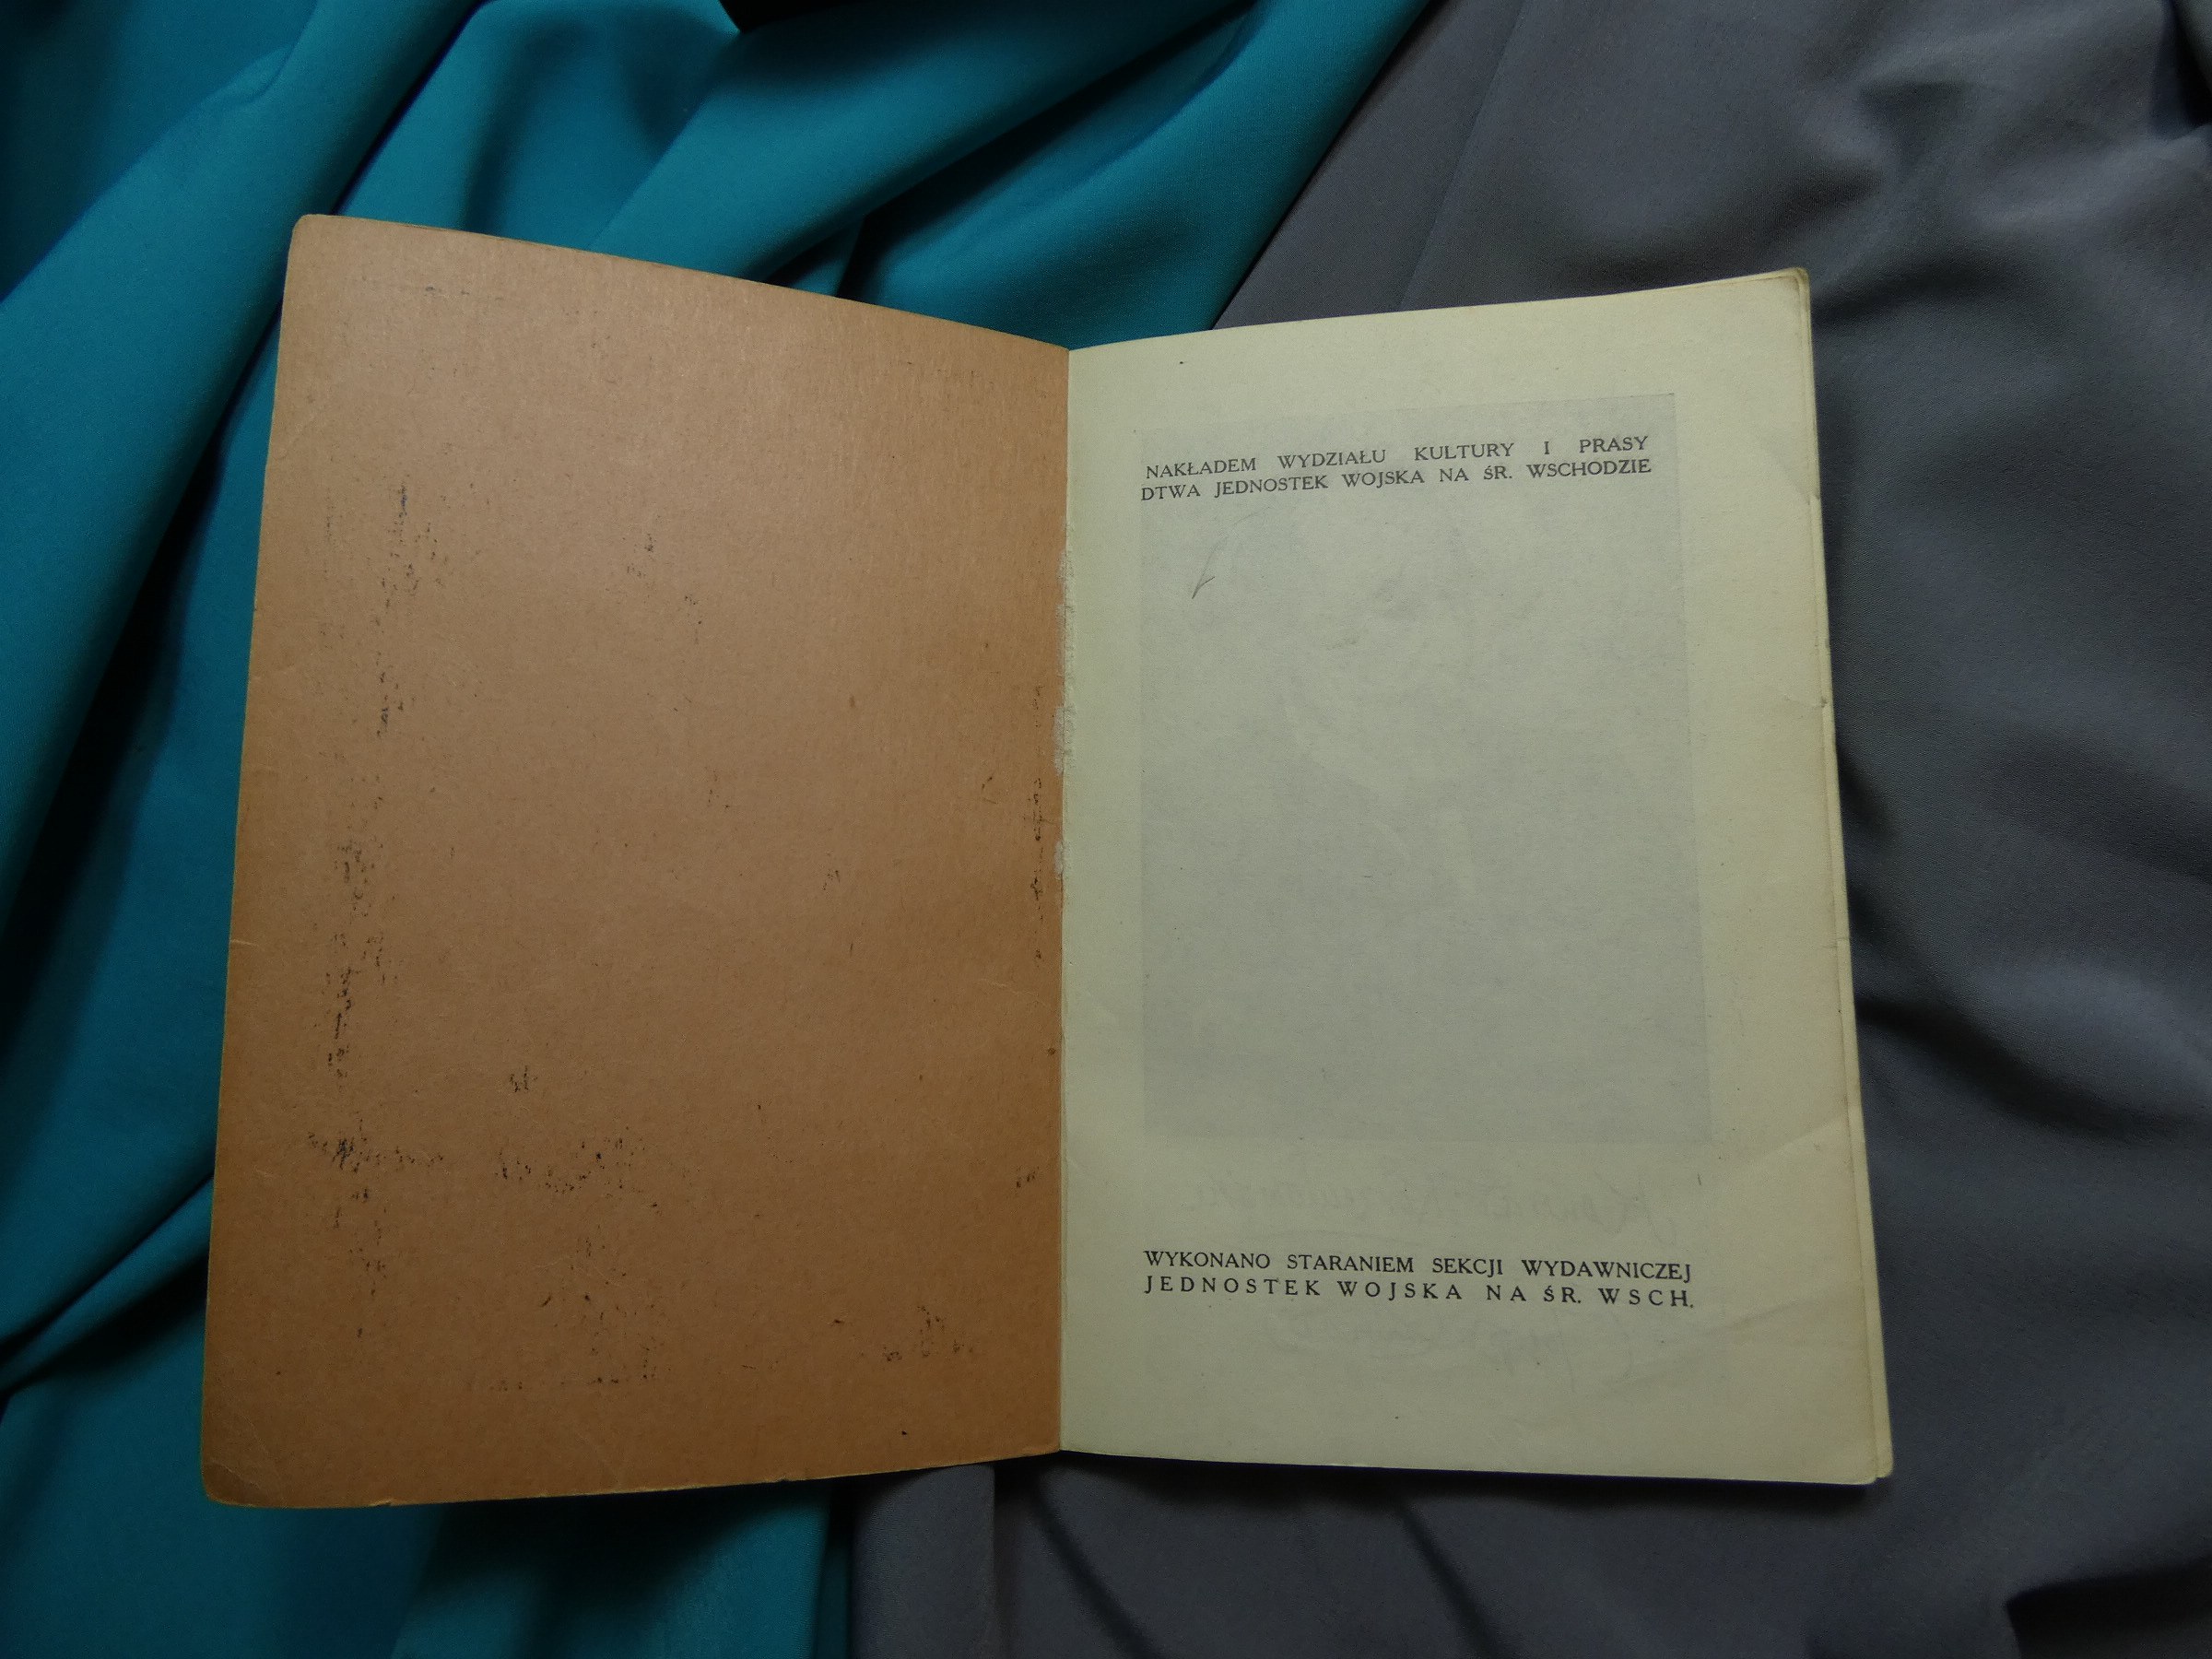 NAKŁADEM WYDZIAŁU KULTURY I PRASY
DTWA JEDNOSTEK WOJSKA NA ŚR. WSCHODZIE
WYKONANO STARANIEM SEKCJI WYDAWNICZEJ
JEDNOSTEK WOJSKA NA ŚR. WSCH.